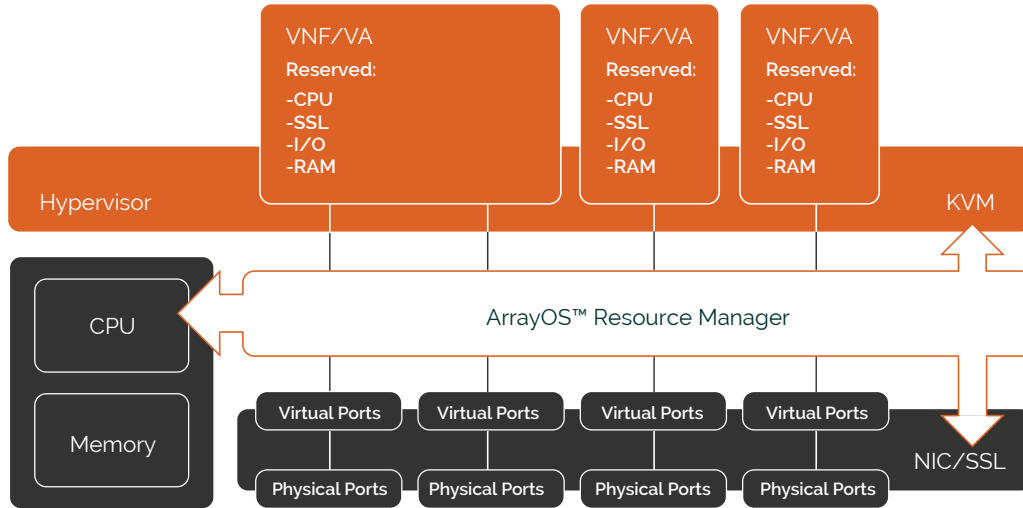 VNF/VA
Reserved:
-CPU
-SSL
-I/O
-RAM
VNF/VA
Reserved:
-CPU
-SSL
-I/O
-RAM
VNF/VA
Reserved:
-CPU
-SSL
-I/O
-RAM
Hypervisor
KVM
CPU
Memory
ArrayOS™ Resource Manager
Virtual Ports
Virtual Ports
Virtual Ports
Virtual Ports
NIC/SSL
Physical Ports
Physical Ports
Physical Ports
Physical Ports